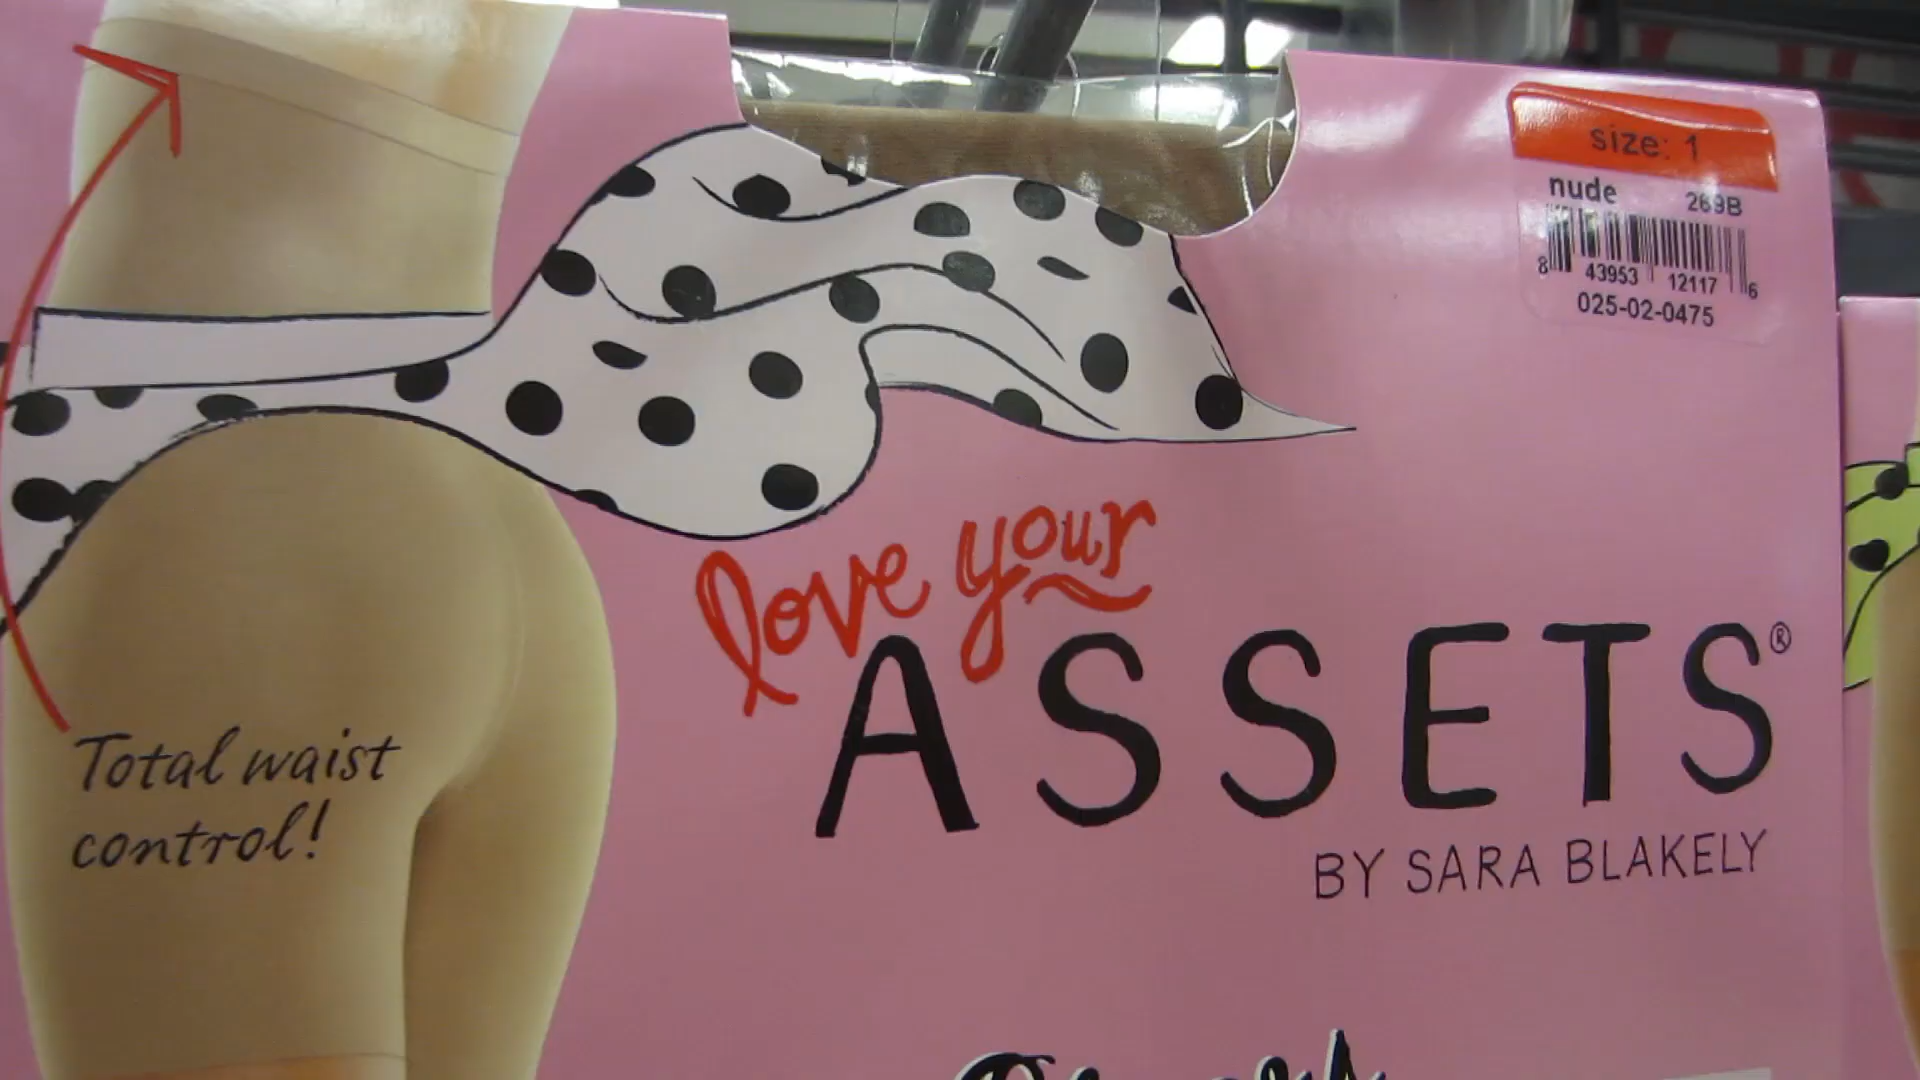 size: 1
nude 269B
8 43953 12117 6
025-02-0475
love your
ASSETS®
BY SARA BLAKELY
Total waist
control!